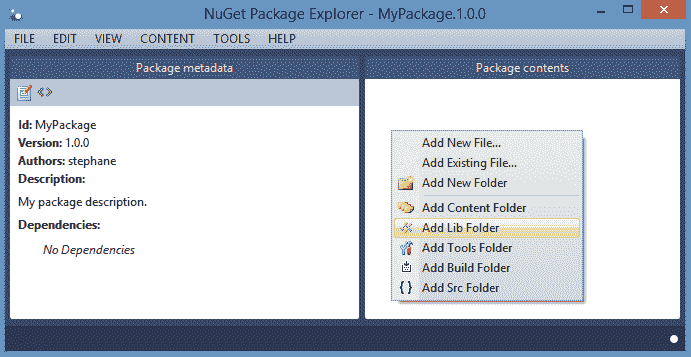 NuGet Package Explorer - MyPackage.1.0.0
FILE EDIT VIEW CONTENT TOOLS HELP
Package metadata
Id: MyPackage
Version: 1.0.0
Authors: stephane
Description:
My package description.
Dependencies:
No Dependencies
Package contents
Add New File...
Add Existing File...
Add New Folder
Add Content Folder
Add Lib Folder
Add Tools Folder
Add Build Folder
Add Src Folder